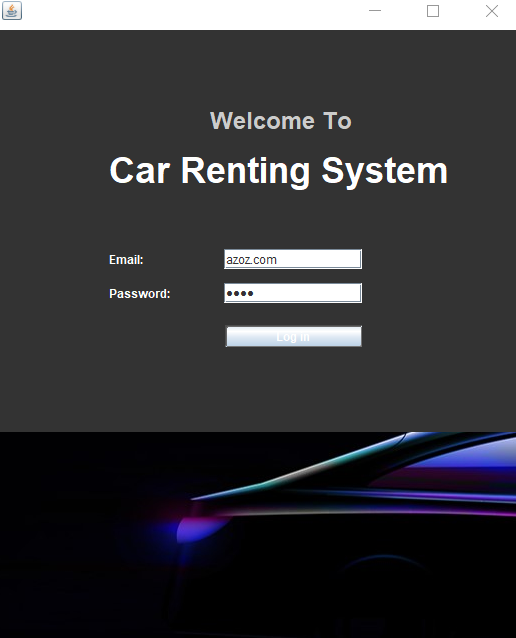 Welcome To
Car Renting System
Email: azoz.com
Password: ••••
Log in